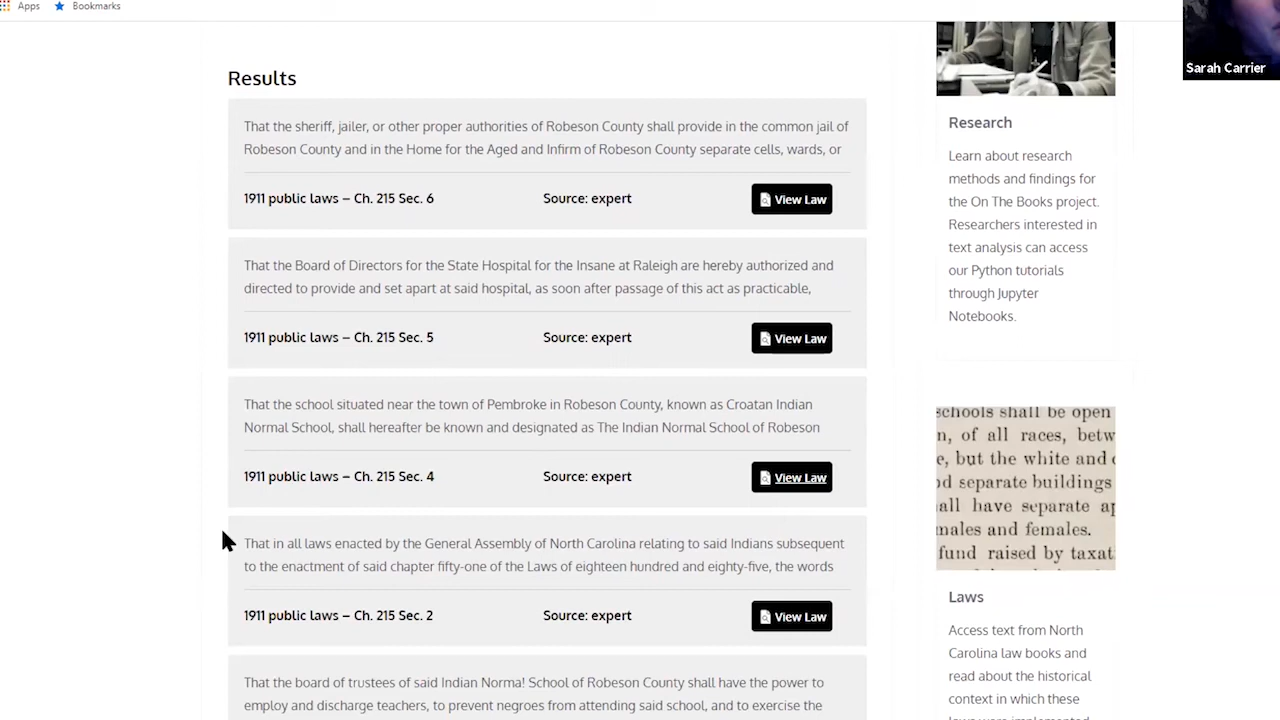 Apps Bookmarks
Sarah Carrier
Results
That the sheriff, jailer, or other proper authorities of Robeson County shall provide in the common jail of
Robeson County and in the Home for the Aged and Infirm of Robeson County separate cells, wards, or
1911 public laws – Ch. 215 Sec. 6 Source: expert View Law
That the Board of Directors for the State Hospital for the Insane at Raleigh are hereby authorized and
directed to provide and set apart at said hospital, as soon after passage of this act as practicable,
1911 public laws – Ch. 215 Sec. 5 Source: expert View Law
That the school situated near the town of Pembroke in Robeson County, known as Croatan Indian
Normal School, shall hereafter be known and designated as The Indian Normal School of Robeson
1911 public laws – Ch. 215 Sec. 4 Source: expert View Law
That in all laws enacted by the General Assembly of North Carolina relating to said Indians subsequent
to the enactment of said chapter fifty-one of the Laws of eighteen hundred and eighty-five, the words
1911 public laws – Ch. 215 Sec. 2 Source: expert View Law
That the board of trustees of said Indian Norma! School of Robeson County shall have the power to
employ and discharge teachers, to prevent negroes from attending said school, and to exercise the
Research
Learn about research
methods and findings for
the On The Books project.
Researchers interested in
text analysis can access
our Python tutorials
through Jupyter
Notebooks.
schools shall be open
of all races, betw
but the white and
separate buildings
all have separate
males and females.
fund raised by taxat
Laws
Access text from North
Carolina law books and
read about the historical
context in which these